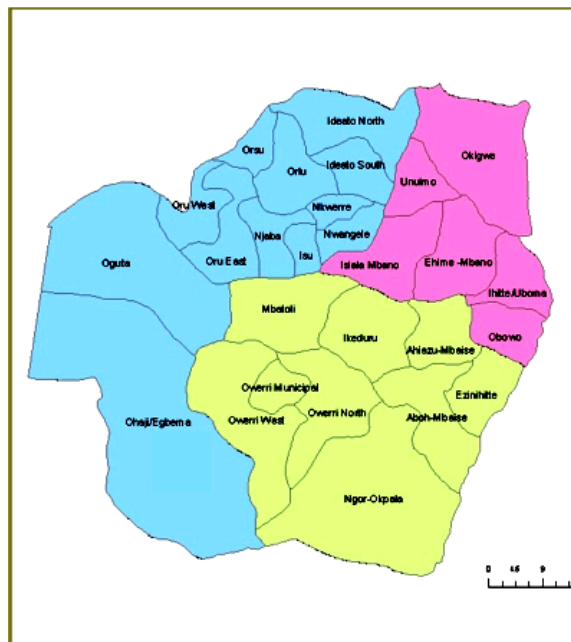 Ideato North
Orsu
Okigwe
Ideato South
Orlu
Unuimo
Oru West
Nkwerre
Njaba
Nwangele
Isu
Oru East
Oguta
Isiala Mbano
Ehime -Mbano
Ihitte/Uboma
Mbaitoli
Ikeduru
Obowo
Ahiazu-Mbaise
Owerri Municipal
Ezinihitte
Owerri North
Aboh-Mbaise
Ohaji/Egbema
Owerri West
Ngor-Okpala
0 4.5 9